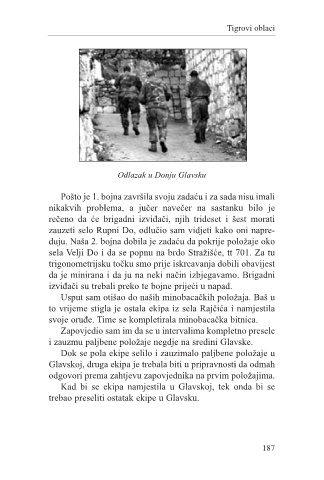 Tigrovi oblaci
Odlazak u Donju Glavsku
Pošto je 1. bojna završila svoju zadaću i za sada nisu imali
nikakvih problema, a jučer navečer na sastanku bilo je
rečeno da će brigadni izviđači, njih trideset i šest morati
zauzeti selo Rupni Do, odlučio sam vidjeti kako oni napre-
duju. Naša 2. bojna dobila je zadaću da pokrije položaje oko
sela Velji Do i da se popnu na brdo Stražišće, tt 701. Za tu
trigonometrijsku točku smo prije iskrcavanja dobili obavijest
da je minirana i da ju na neki način izbjegavamo. Brigadni
izviđači su trebali preko te bojne prijeći u napad.
Usput sam otišao do naših minobacačkih položaja. Baš u
to vrijeme stigla je ostala ekipa iz sela Rajčića i namjestila
svoje oruđe. Time se kompletirala minobacačka bitnica.
Zapovjedio sam im da se u intervalima kompletno presele
i zauzmu paljbene položaje negdje na sredini Glavske.
Dok se pola ekipe selilo i zauzimalo paljbene položaje u
Glavskoj, druga ekipa je trebala biti u pripravnosti da odmah
odgovori prema zahtjevu zapovjednika na prvim položajima.
Kad bi se ekipa namjestila u Glavskoj, tek onda bi se
trebao preseliti ostatak ekipe u Glavsku.
187